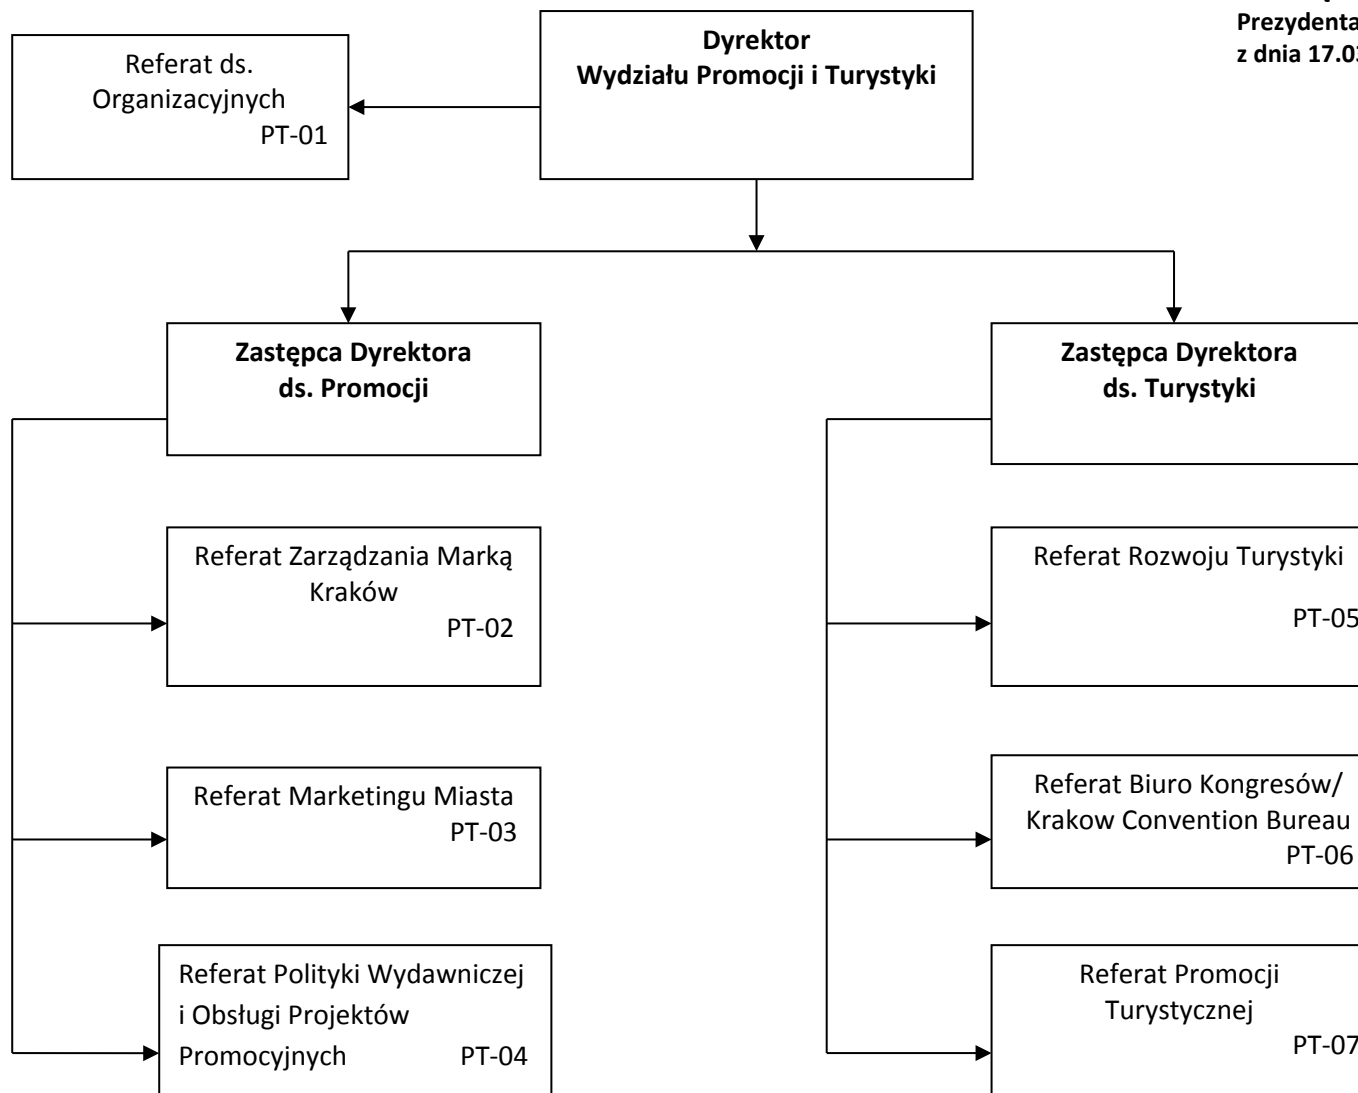 Prezydenta
z dnia 17.03
Dyrektor
Wydziału Promocji i Turystyki
Referat ds.
Organizacyjnych
PT-01
Zastępca Dyrektora
ds. Promocji
Zastępca Dyrektora
ds. Turystyki
Referat Zarządzania Marką
Kraków
PT-02
Referat Rozwoju Turystyki
PT-05
Referat Marketingu Miasta
PT-03
Referat Biuro Kongresów/
Krakow Convention Bureau
PT-06
Referat Polityki Wydawniczej
i Obsługi Projektów
Promocyjnych PT-04
Referat Promocji
Turystycznej
PT-07